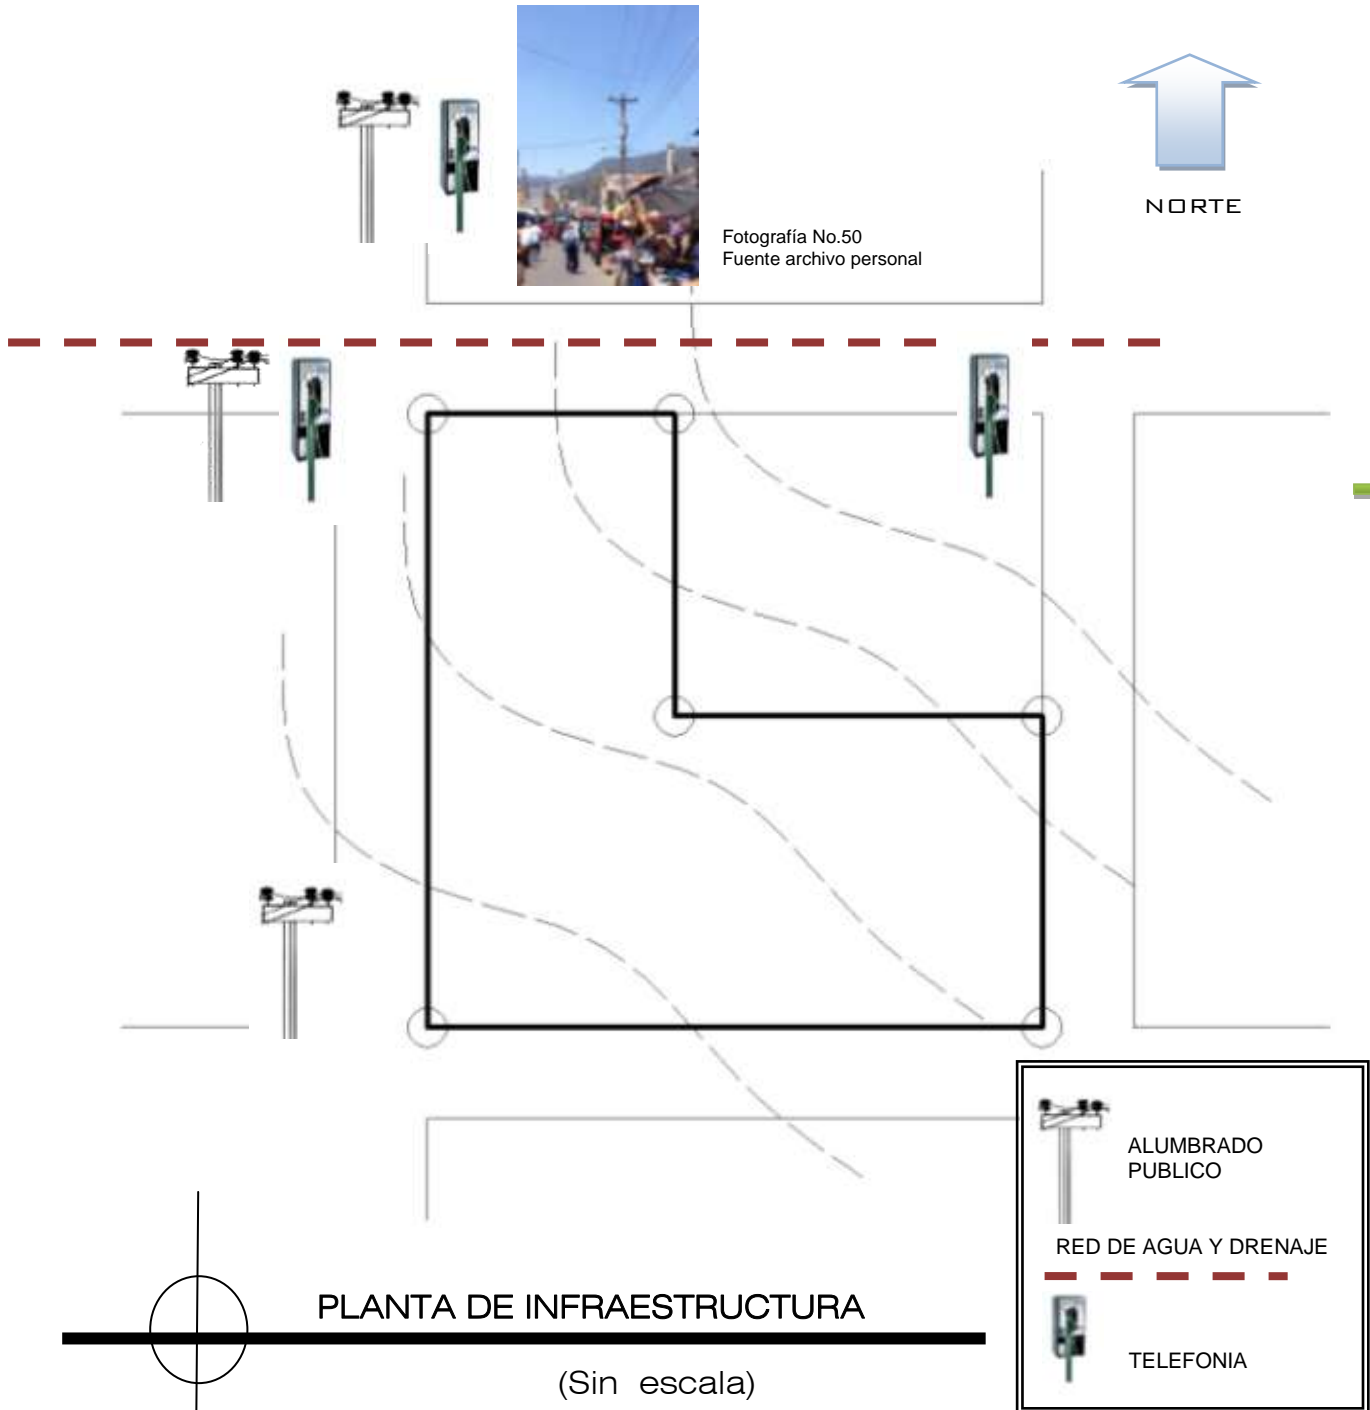 NORTE
Fotografía No.50
Fuente archivo personal
ALUMBRADO
PUBLICO
RED DE AGUA Y DRENAJE
TELEFONIA
PLANTA DE INFRAESTRUCTURA
(Sin escala)